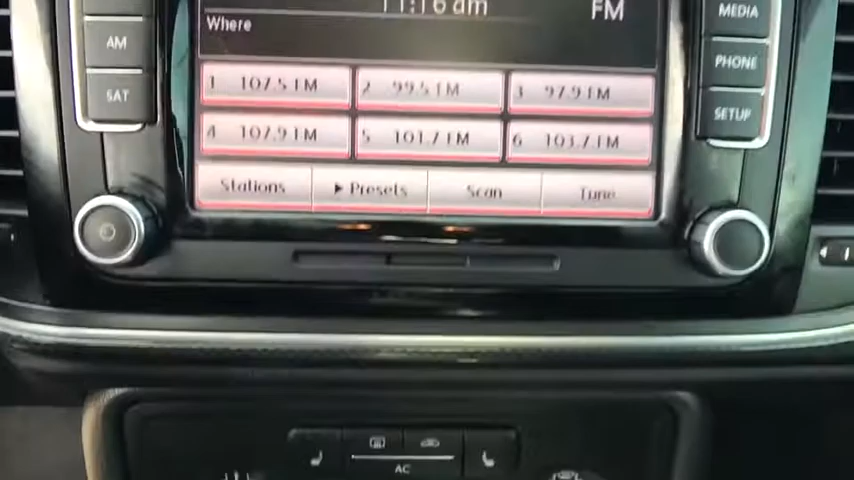 11:16 am
FM
Where
AM
SAT
MEDIA
PHONE
SETUP
1 107.5 FM
2 99.5 FM
3 97.9 FM
4 107.9 FM
5 101.7 FM
6 103.7 FM
Stations
Presets
Scan
Tune
AC